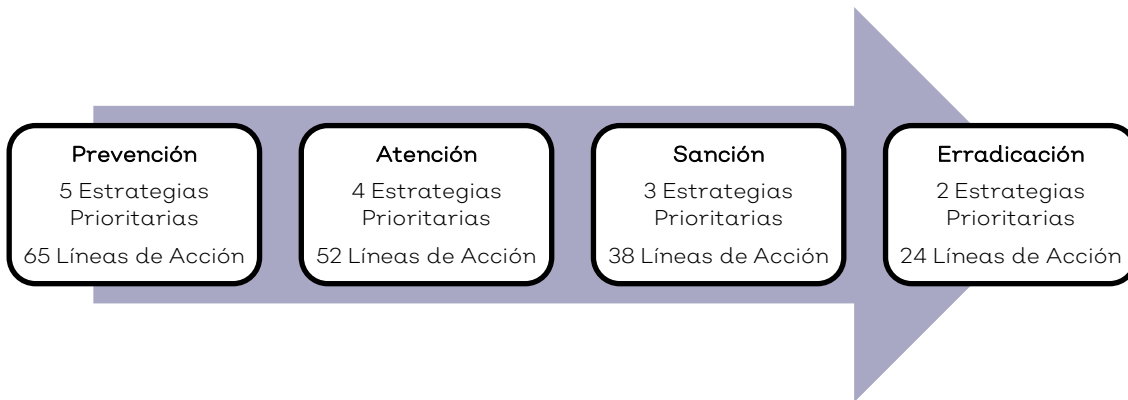 Prevención
5 Estrategias
Prioritarias
65 Líneas de Acción
Atención
4 Estrategias
Prioritarias
52 Líneas de Acción
Sanción
3 Estrategias
Prioritarias
38 Líneas de Acción
Erradicación
2 Estrategias
Prioritarias
24 Líneas de Acción